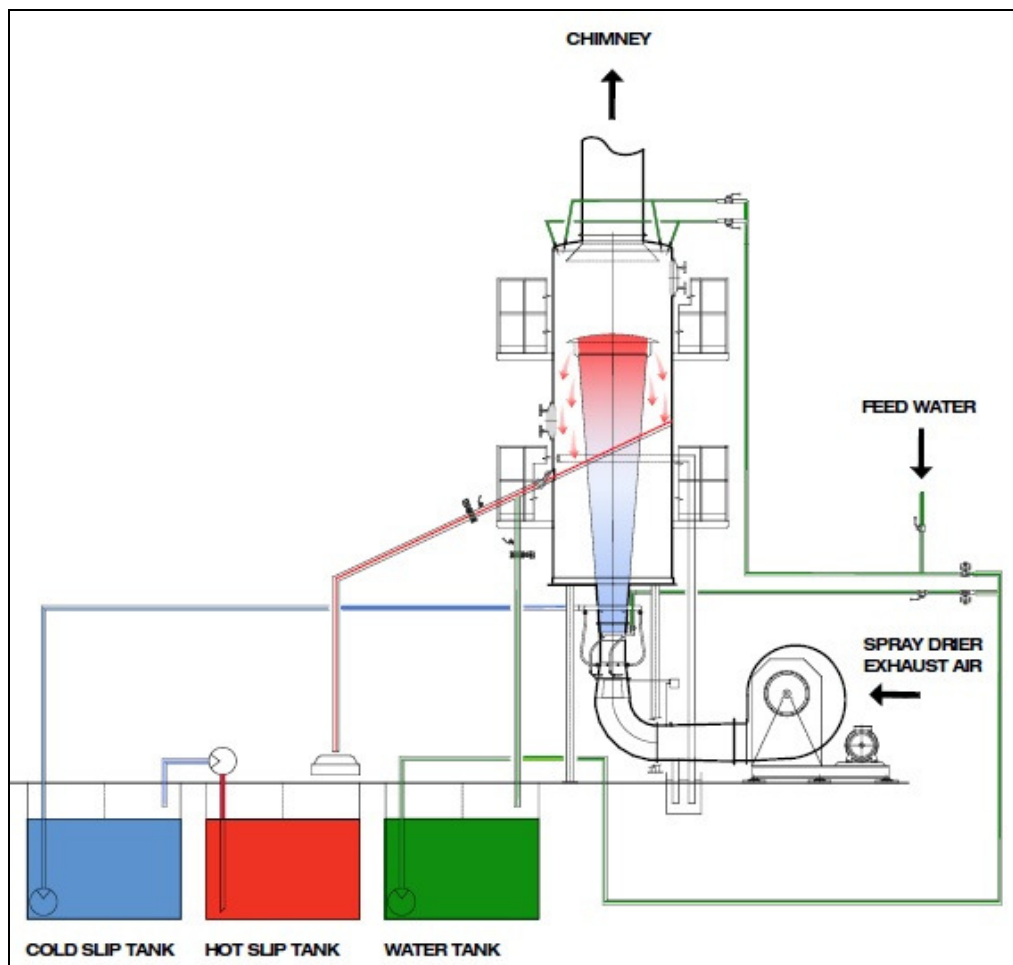 CHIMNEY
FEED WATER
SPRAY DRIER
EXHAUST AIR
COLD SLIP TANK
HOT SLIP TANK
WATER TANK